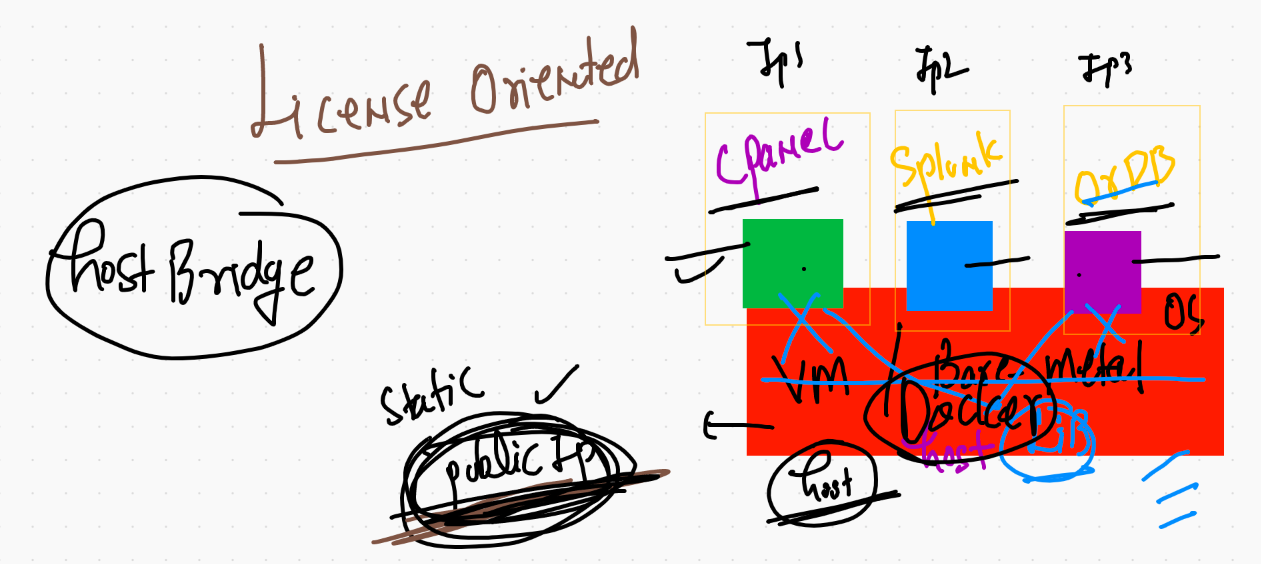 License Oriented
Ip1 Ip2 Ip3
Cpanel Splunk OrDB
host Bridge
OS
VM Bare-metal
Docker
host
Static
public Ip
host